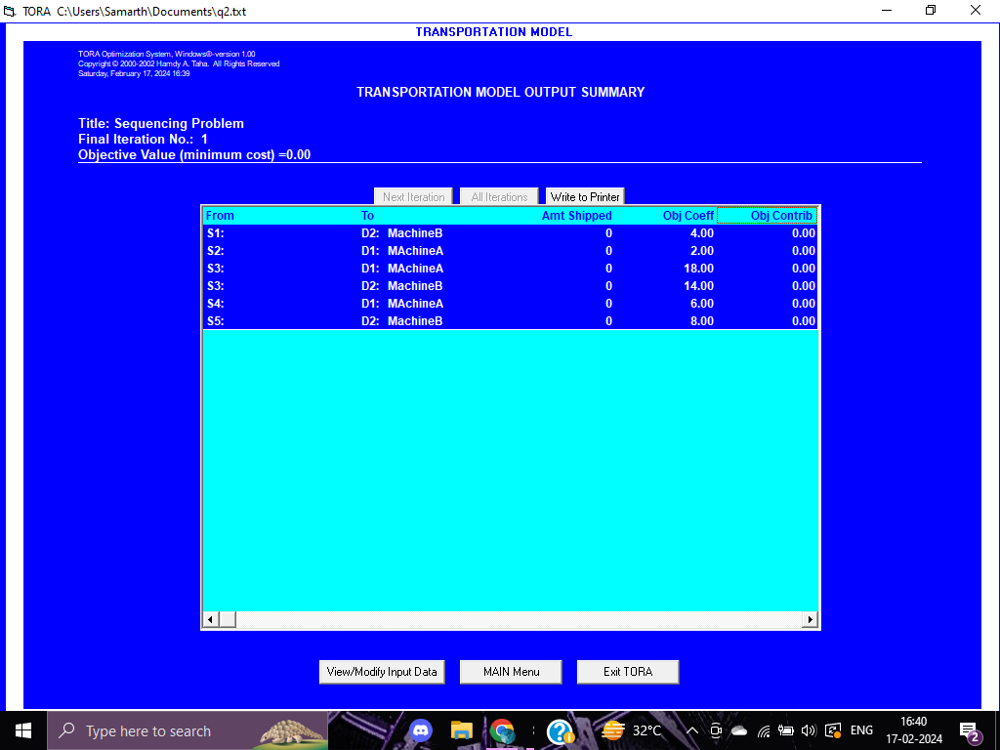 TORA C:\Users\Samarth\Documents\q2.txt
TRANSPORTATION MODEL
TORA Optimization System, Windows®-version 1.00
Copyright © 2000-2002 Hamdy A. Taha. All Rights Reserved
Saturday, February 17, 2024 16:39
TRANSPORTATION MODEL OUTPUT SUMMARY
Title: Sequencing Problem
Final Iteration No.: 1
Objective Value (minimum cost) =0.00
Next Iteration All Iterations Write to Printer
From To Amt Shipped Obj Coeff Obj Contrib
S1: D2: MachineB 0 4.00 0.00
S2: D1: MAchineA 0 2.00 0.00
S3: D1: MAchineA 0 18.00 0.00
S3: D2: MachineB 0 14.00 0.00
S4: D1: MAchineA 0 6.00 0.00
S5: D2: MachineB 0 8.00 0.00
View/Modify Input Data MAIN Menu Exit TORA
Type here to search 32°C ENG 16:40
17-02-2024 2